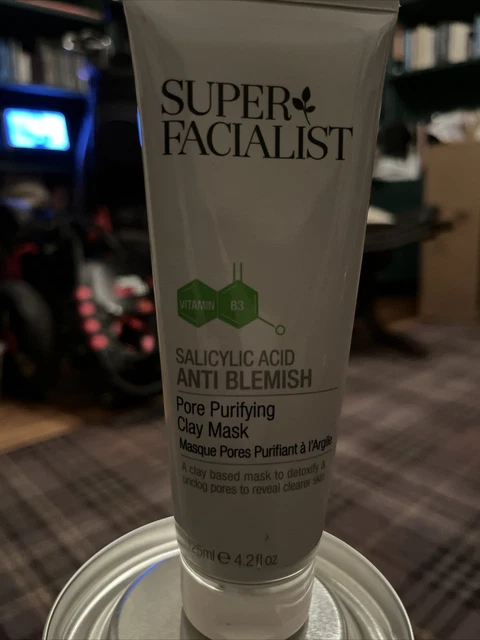 SUPER
FACIALIST
VITAMIN B3
SALICYLIC ACID
ANTI BLEMISH
Pore Purifying
Clay Mask
Masque Pores Purifiant à l'Argile
A clay based mask to detoxify &
unclog pores to reveal clearer skin
125ml ℮ 4.2fl oz